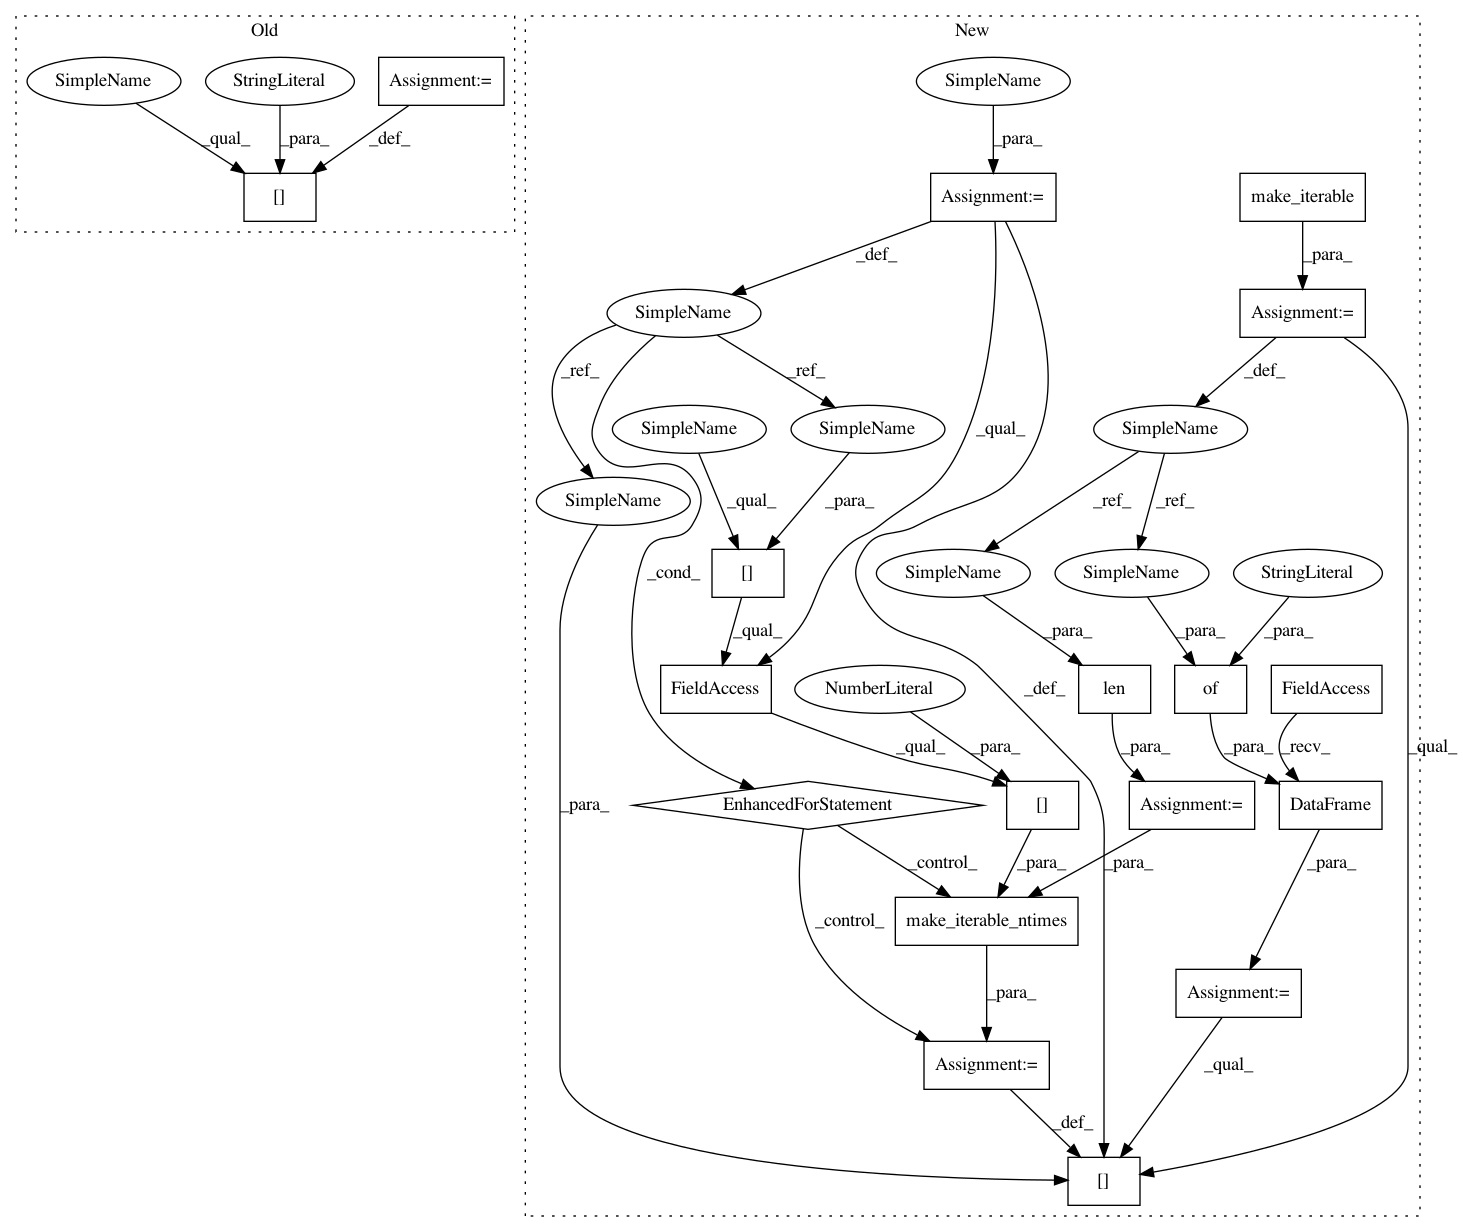 Old
New
SimpleName
StringLiteral
Assignment:=
SimpleName
_qual_
_para_
_def_
_para_
[]
Assignment:=
make_iterable
_def_
_para_
SimpleName
Assignment:=
_ref_
_ref_
_def_
SimpleName
SimpleName
_qual_
SimpleName
SimpleName
_qual_
_para_
_ref_
_ref_
[]
_cond_
SimpleName
SimpleName
StringLiteral
_qual_
_para_
_para_
_para_
FieldAccess
NumberLiteral
_def_
len
of
FieldAccess
_qual_
_para_
_para_
_para_
_recv_
_qual_
_para_
EnhancedForStatement
[]
Assignment:=
DataFrame
_control_
_para_
_para_
_para_
_control_
make_iterable_ntimes
_para_
Assignment:=
Assignment:=
_qual_
_def_
[]